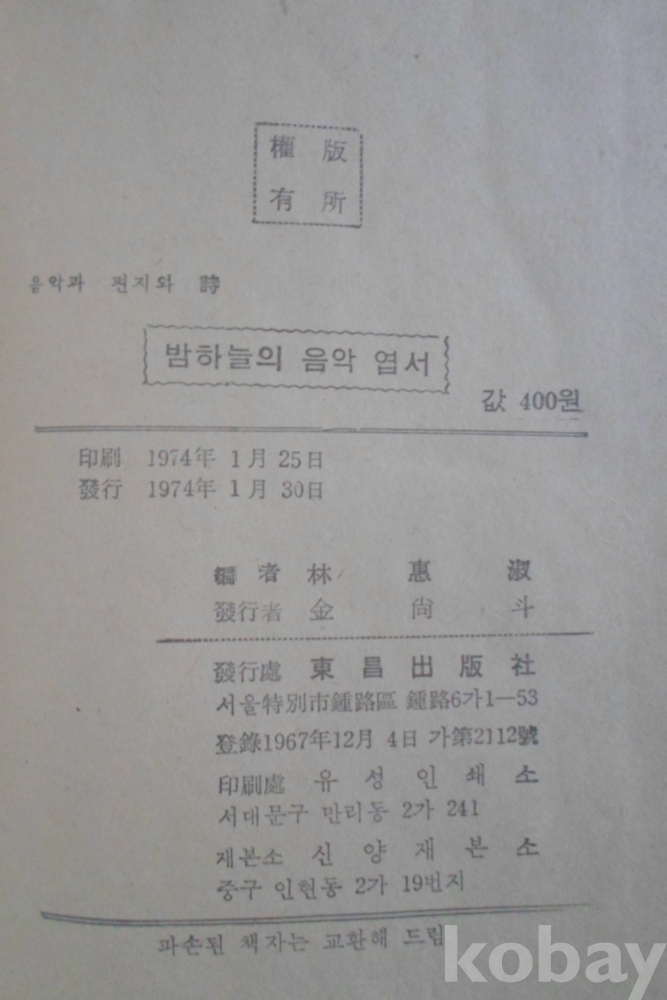 權 版
有 所
음악과 편지와 詩
밤하늘의 음악 엽서
값 400원
印刷 1974年 1月 25日
發行 1974年 1月 30日
編者 林 惠 淑
發行者 金 尙 斗
發行處 東昌出版社
서울特別市鍾路區 鍾路6가1—53
登錄1967年12月 4日 가第2112號
印刷處 유성인쇄소
서대문구 만리동 2가 241
재본소 신양재본소
중구 인현동 2가 19번지
파손된 책자는 교환해 드림
kobay